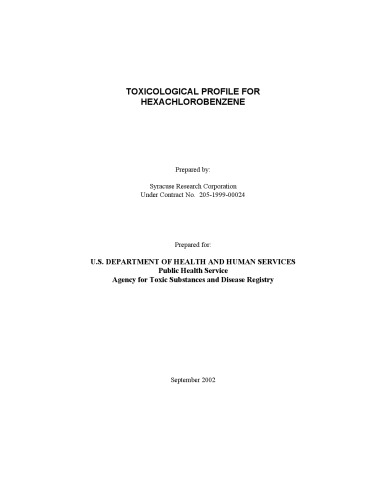 TOXICOLOGICAL PROFILE FOR
HEXACHLOROBENZENE
Prepared by:
Syracuse Research Corporation
Under Contract No. 205-1999-00024
Prepared for:
U.S. DEPARTMENT OF HEALTH AND HUMAN SERVICES
Public Health Service
Agency for Toxic Substances and Disease Registry
September 2002